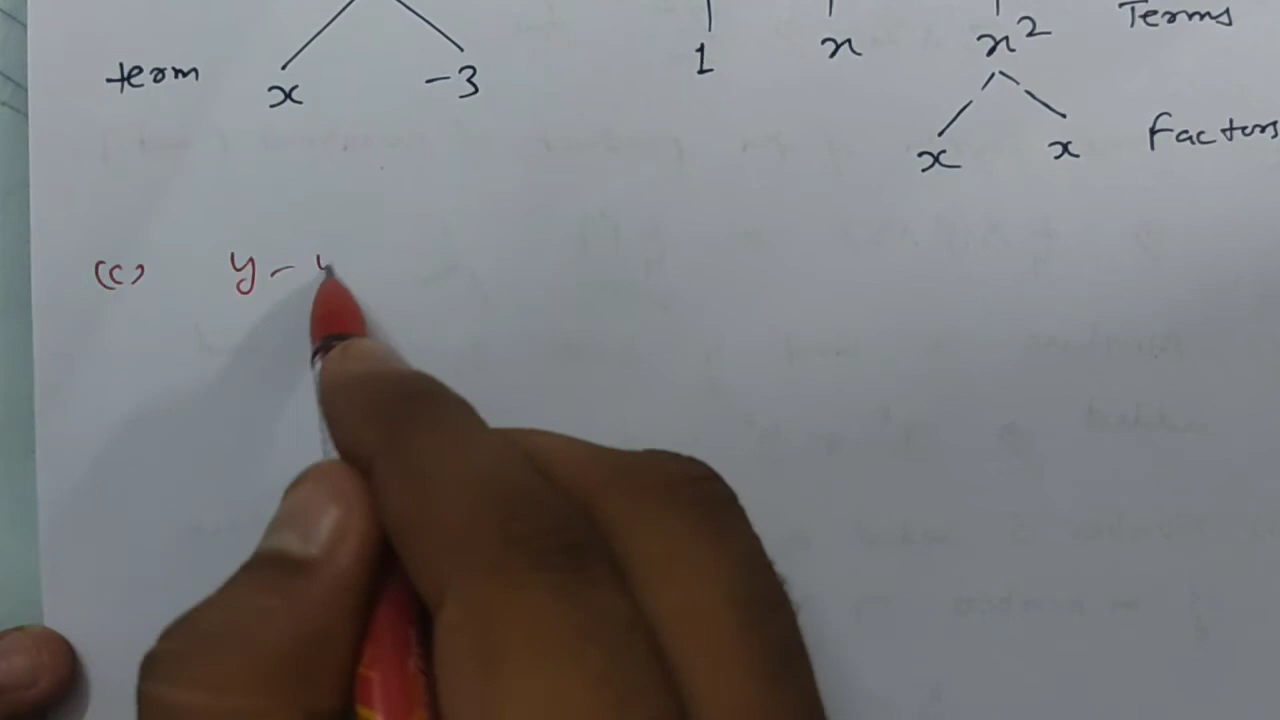 Terms
term x -3 1 x x²
x x Factors
(c) y -